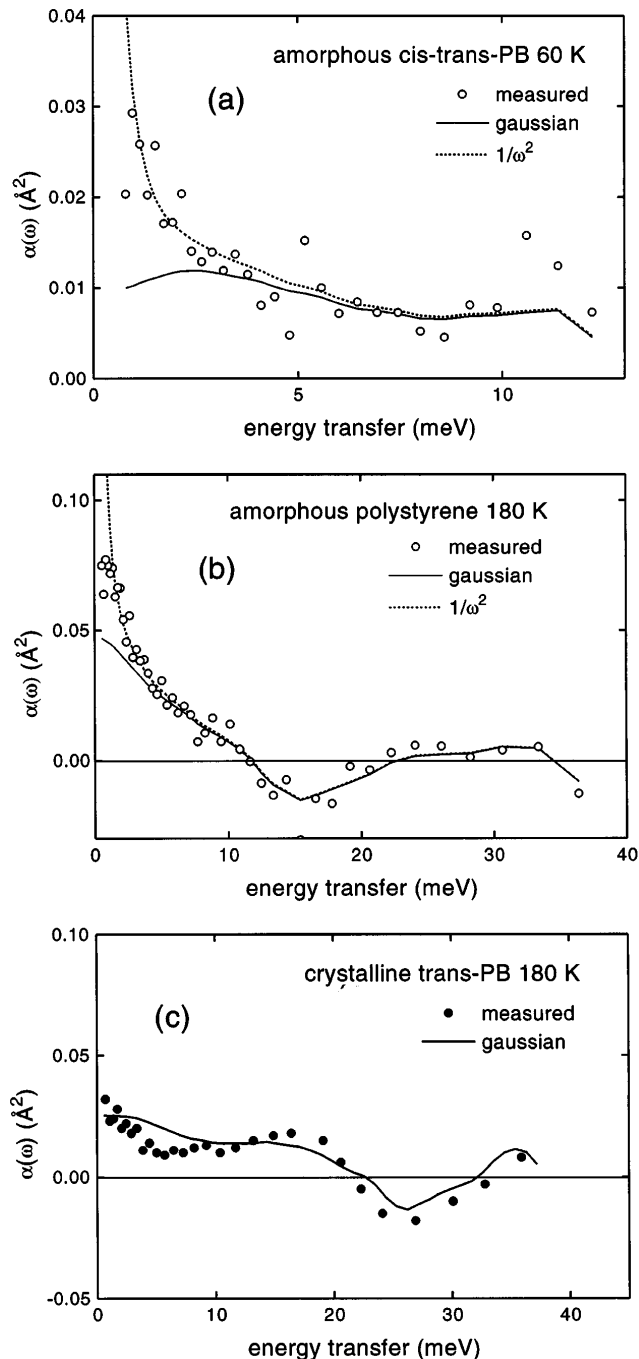 0.04
amorphous cis-trans-PB 60 K
(a)
measured
gaussian
1/ω²
0.03
0.02
0.01
0.00
α(ω) (Å²)
0 5 10
energy transfer (meV)
0.10
amorphous polystyrene 180 K
(b)
measured
gaussian
1/ω²
0.05
0.00
α(ω) (Å²)
0 10 20 30 40
energy transfer (meV)
0.10
crystalline trans-PB 180 K
(c)
measured
gaussian
0.05
0.00
-0.05
α(ω) (Å²)
0 10 20 30 40
energy transfer (meV)